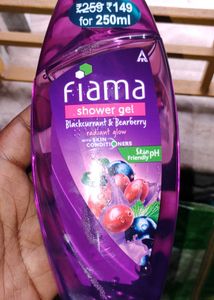 ₹259 ₹149
for 250ml
Fiama
shower gel
Blackcurrant & Bearberry
radiant glow
with SKIN
CONDITIONERS
Skin
Friendly pH